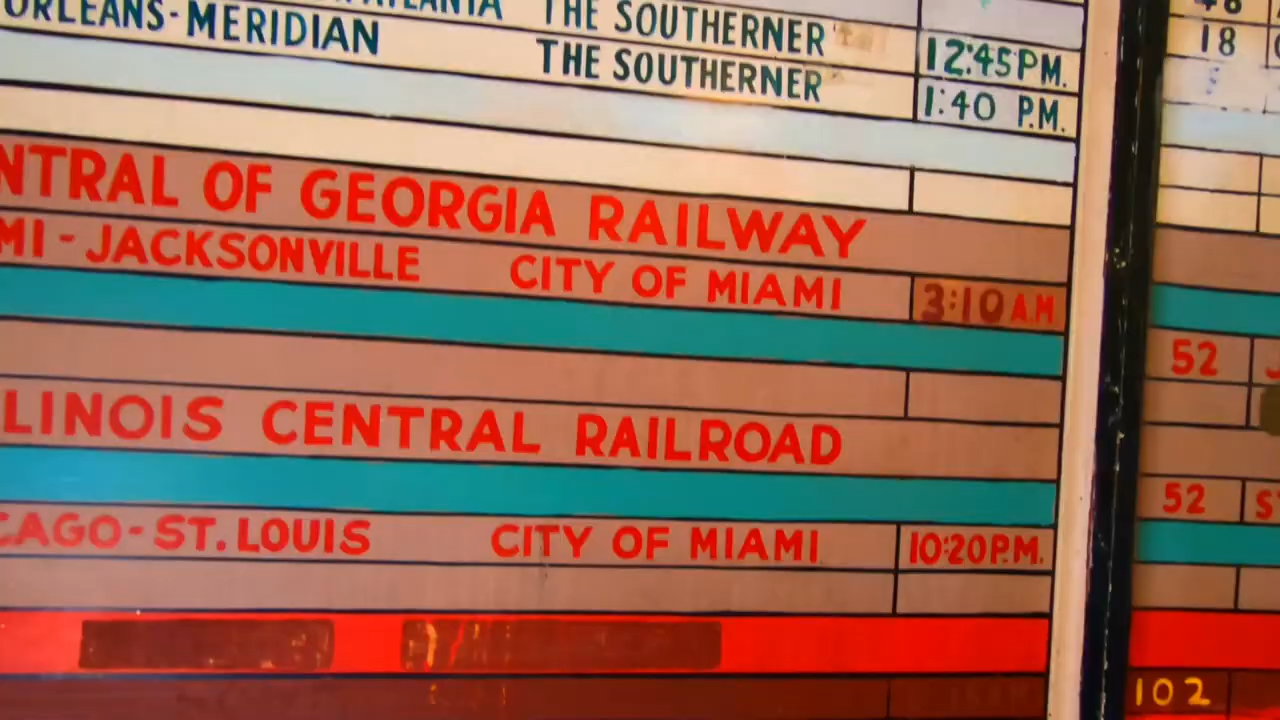 THE SOUTHERNER 12:45 P.M.
ORLEANS-MERIDIAN THE SOUTHERNER 1:40 P.M.
NTRAL OF GEORGIA RAILWAY
MI - JACKSONVILLE CITY OF MIAMI 3:10 A.M
LINOIS CENTRAL RAILROAD
CAGO-ST. LOUIS CITY OF MIAMI 10:20 P.M.
18
52
52
102